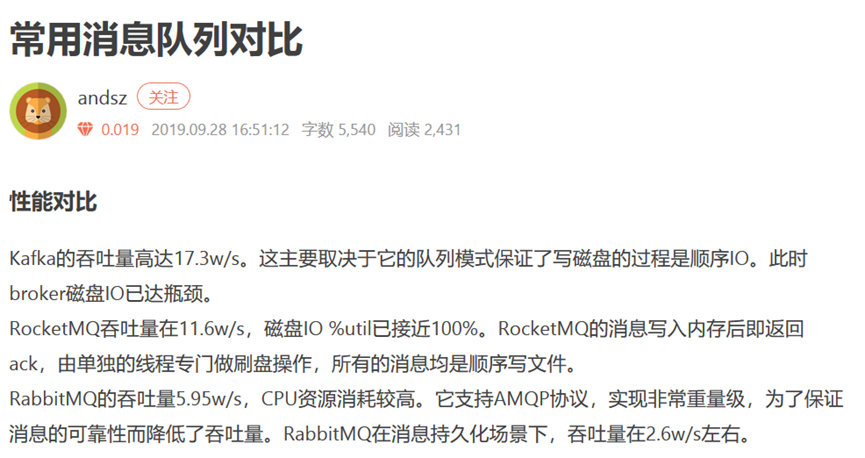 常用消息队列对比
andsz 关注
0.019 2019.09.28 16:51:12 字数 5,540 阅读 2,431
性能对比
Kafka的吞吐量高达17.3w/s。这主要取决于它的队列模式保证了写磁盘的过程是顺序IO。此时
broker磁盘IO已达瓶颈。
RocketMQ吞吐量在11.6w/s，磁盘IO %util已接近100%。RocketMQ的消息写入内存后即返回
ack，由单独的线程专门做刷盘操作，所有的消息均是顺序写文件。
RabbitMQ的吞吐量5.95w/s，CPU资源消耗较高。它支持AMQP协议，实现非常重量级，为了保证
消息的可靠性而降低了吞吐量。RabbitMQ在消息持久化场景下，吞吐量在2.6w/s左右。